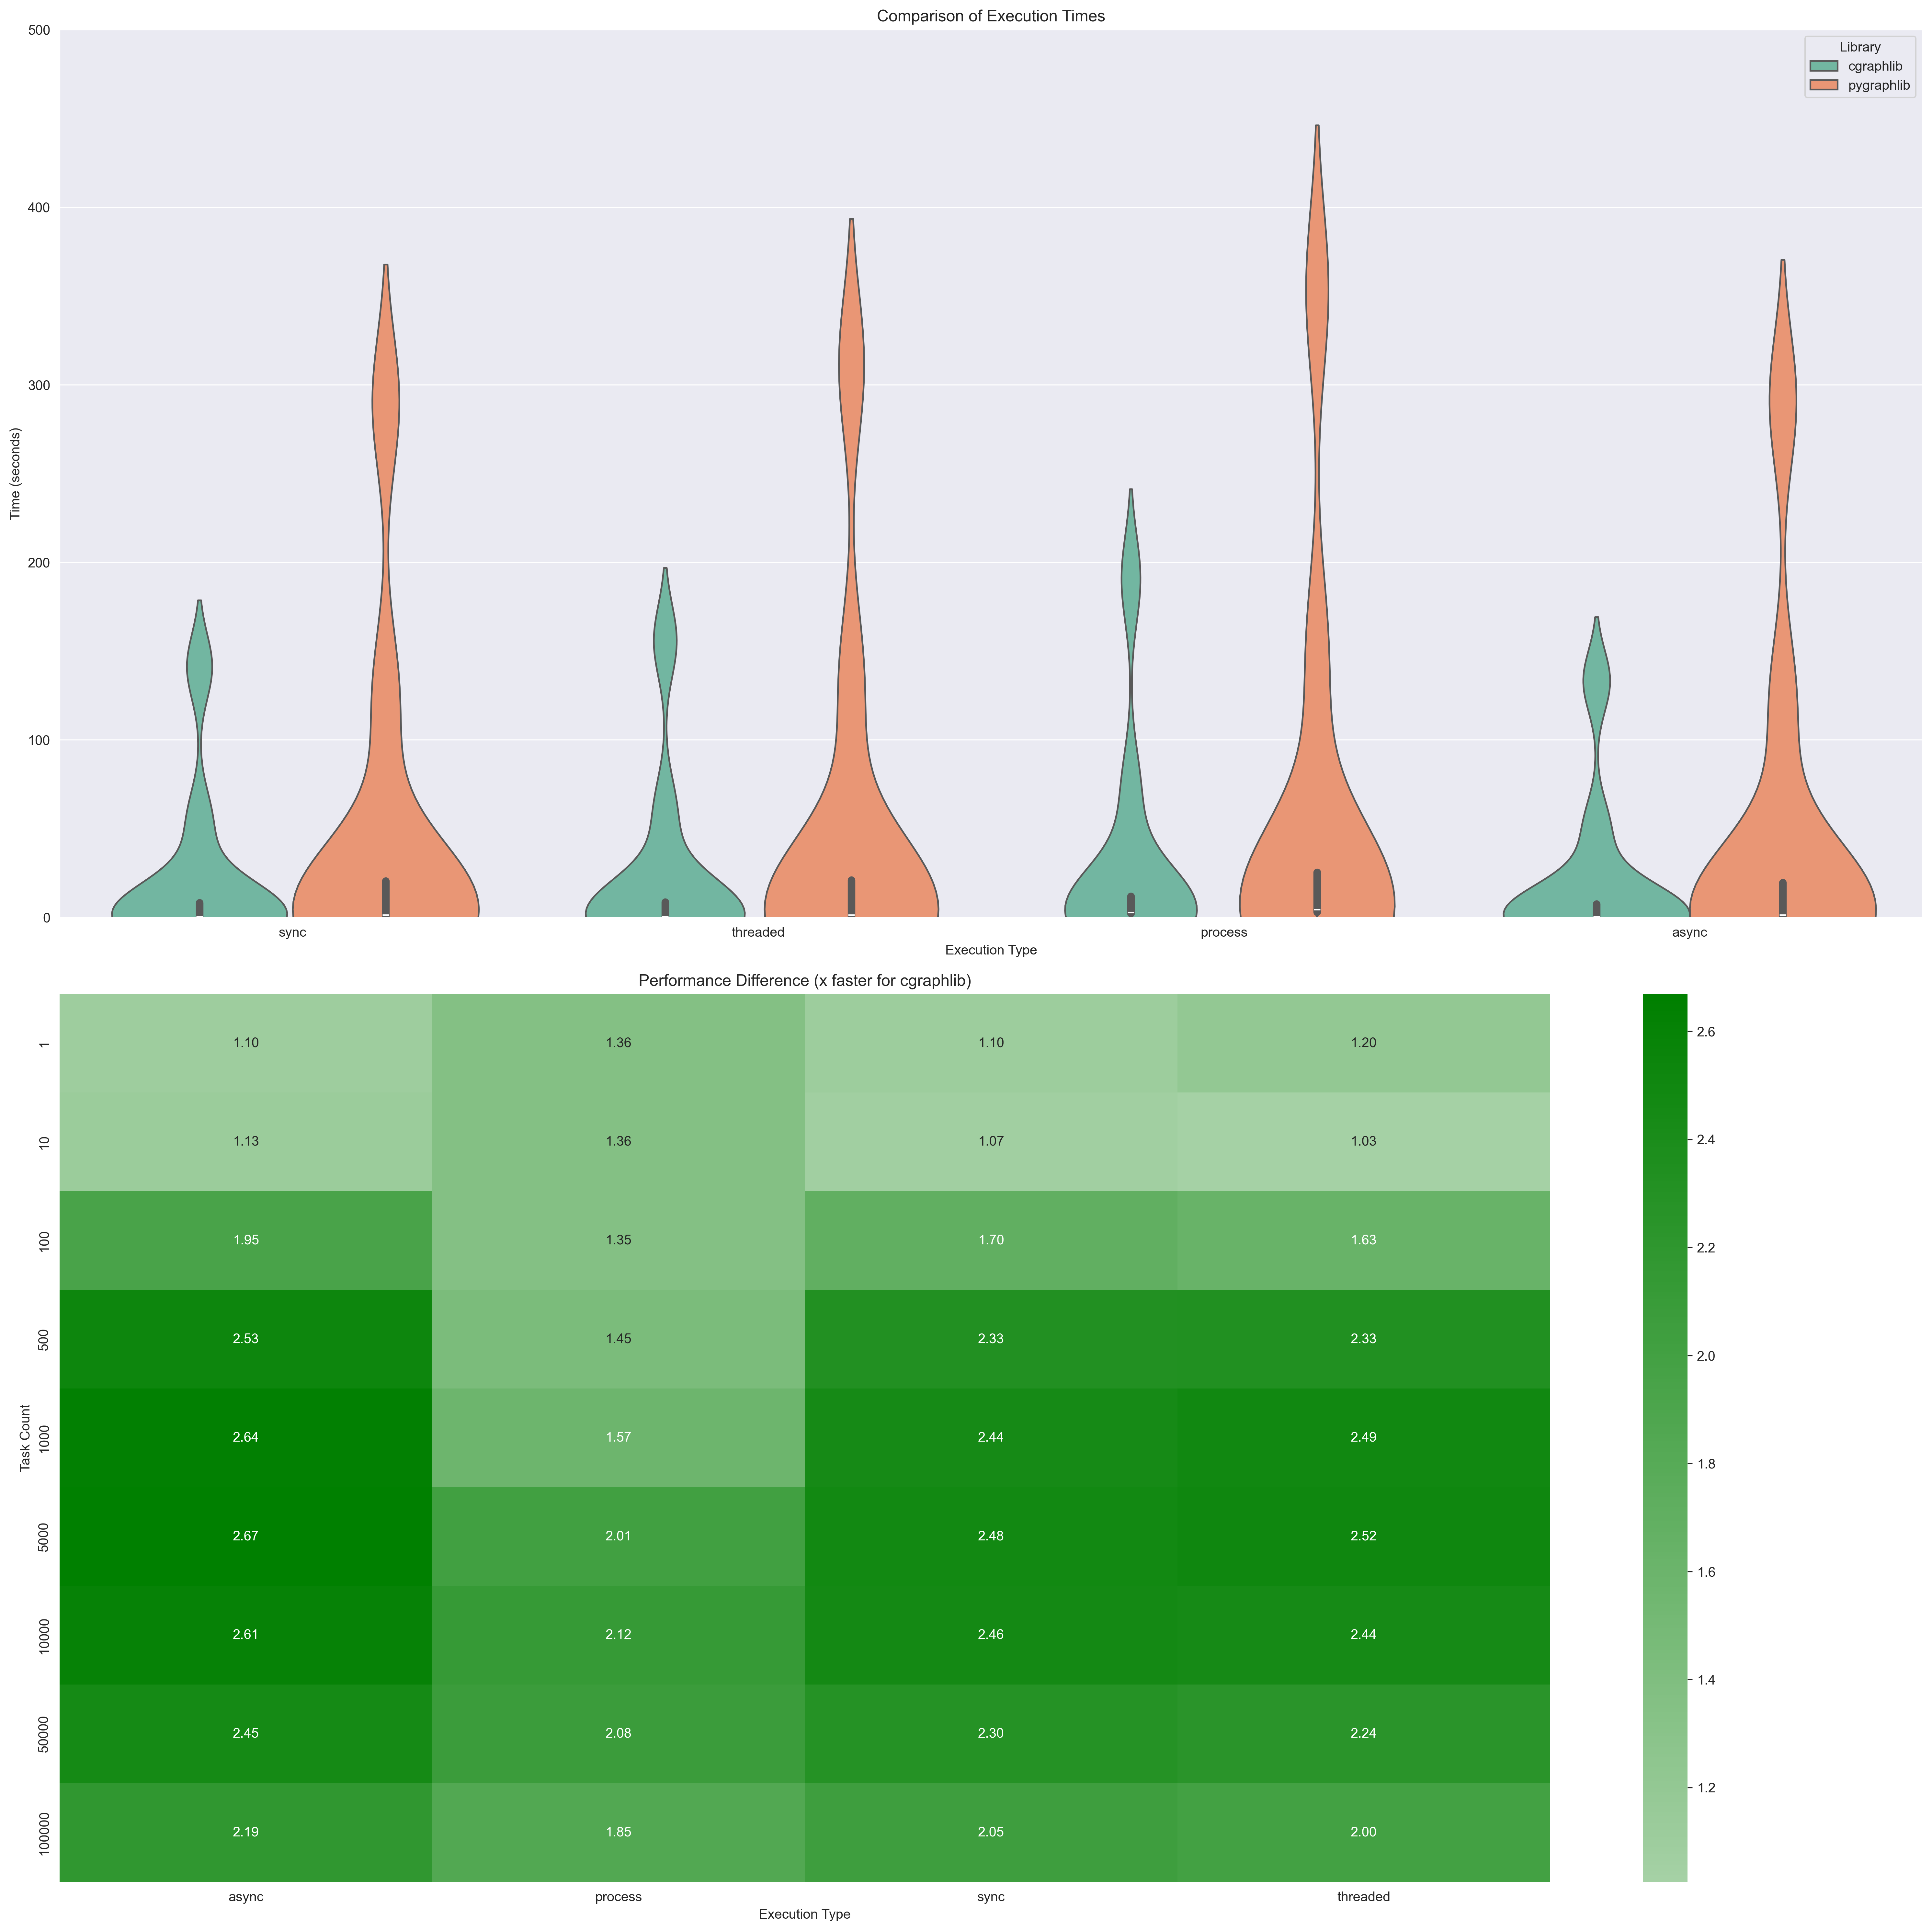 Comparison of Execution Times
500
400
300
200
100
0
Time (seconds)
Library
cgraphlib
pygraphlib
sync threaded process async
Execution Type
Performance Difference (x faster for cgraphlib)
Task Count
1 1.10 1.36 1.10 1.20
10 1.13 1.36 1.07 1.03
100 1.95 1.35 1.70 1.63
500 2.53 1.45 2.33 2.33
1000 2.64 1.57 2.44 2.49
5000 2.67 2.01 2.48 2.52
10000 2.61 2.12 2.46 2.44
50000 2.45 2.08 2.30 2.24
100000 2.19 1.85 2.05 2.00
async process sync threaded
Execution Type
2.6
2.4
2.2
2.0
1.8
1.6
1.4
1.2